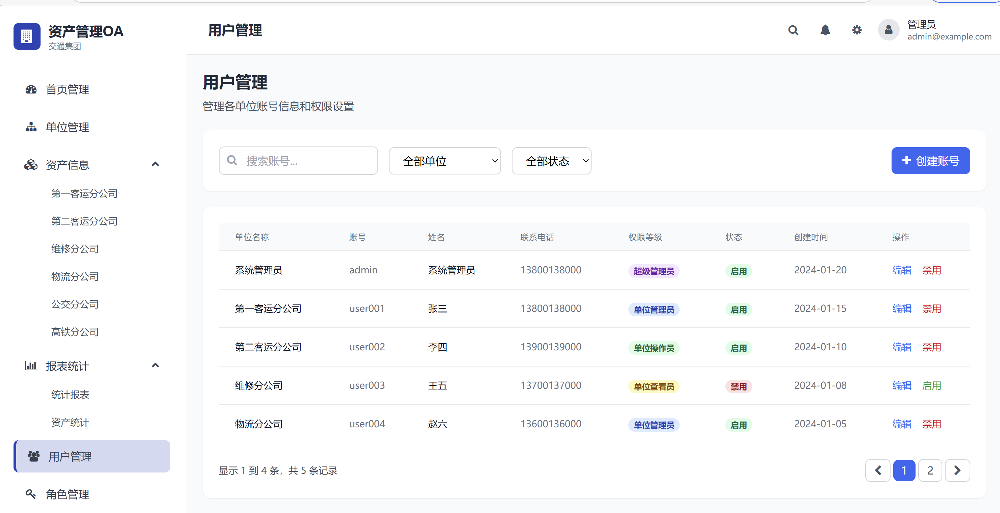 资产管理OA
交通集团
首页管理
单位管理
资产信息
第一客运分公司
第二客运分公司
维修分公司
物流分公司
公交分公司
高铁分公司
报表统计
统计报表
资产统计
用户管理
角色管理
用户管理
管理员
admin@example.com
用户管理
管理各单位账号信息和权限设置
搜索账号... 全部单位 全部状态 创建账号
单位名称 账号 姓名 联系电话 权限等级 状态 创建时间 操作
系统管理员 admin 系统管理员 13800138000 超级管理员 启用 2024-01-20 编辑 禁用
第一客运分公司 user001 张三 13800138000 单位管理员 启用 2024-01-15 编辑 禁用
第二客运分公司 user002 李四 13900139000 单位操作员 启用 2024-01-10 编辑 禁用
维修分公司 user003 王五 13700137000 单位查看员 禁用 2024-01-08 编辑 启用
物流分公司 user004 赵六 13600136000 单位管理员 启用 2024-01-05 编辑 禁用
显示 1 到 4 条，共 5 条记录 1 2